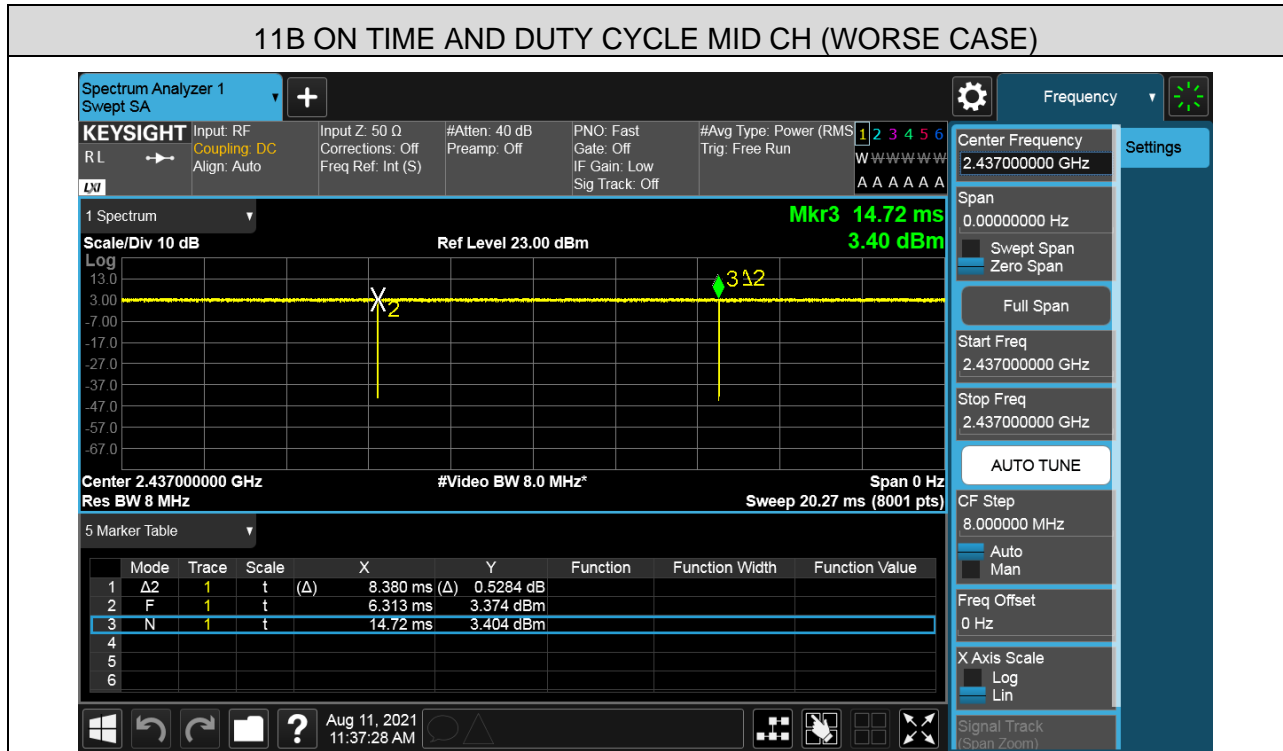 11B ON TIME AND DUTY CYCLE MID CH (WORSE CASE)
Spectrum Analyzer 1
Swept SA
+
Frequency
KEYSIGHT
RL
LXI
Input: RF
Coupling: DC
Align: Auto
Input Z: 50 Ω
Corrections: Off
Freq Ref: Int (S)
#Atten: 40 dB
Preamp: Off
PNO: Fast
Gate: Off
IF Gain: Low
Sig Track: Off
#Avg Type: Power (RMS
Trig: Free Run
1 2 3 4 5 6
W W W W W W
A A A A A A
1 Spectrum
Mkr3 14.72 ms
Scale/Div 10 dB
Ref Level 23.00 dBm
3.40 dBm
Log
13.0
3.00
-7.00
-17.0
-27.0
-37.0
-47.0
-57.0
-67.0
2
3 1Δ2
Center 2.437000000 GHz
#Video BW 8.0 MHz*
Span 0 Hz
Res BW 8 MHz
Sweep 20.27 ms (8001 pts)
5 Marker Table
Mode Trace Scale X Y Function Function Width Function Value
1 Δ2 1 t (Δ) 8.380 ms (Δ) 0.5284 dB
2 F 1 t 6.313 ms 3.374 dBm
3 N 1 t 14.72 ms 3.404 dBm
4
5
6
?
Aug 11, 2021
11:37:28 AM
Center Frequency
2.437000000 GHz
Settings
Span
0.00000000 Hz
Swept Span
Zero Span
Full Span
Start Freq
2.437000000 GHz
Stop Freq
2.437000000 GHz
AUTO TUNE
CF Step
8.000000 MHz
Auto
Man
Freq Offset
0 Hz
X Axis Scale
Log
Lin
Signal Track
(Span Zoom)